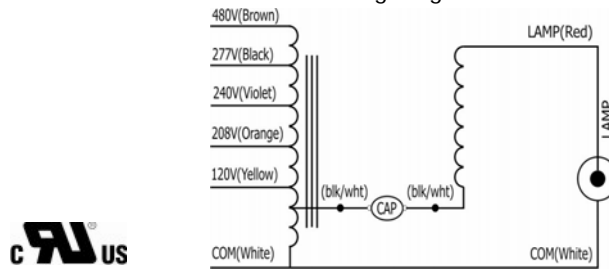 480V(Brown)
LAMP(Red)
277V(Black)
240V(Violet)
LAMP
208V(Orange)
120V(Yellow)
(blk/wht) CAP (blk/wht)
c RU ® US
COM(White)
COM(White)